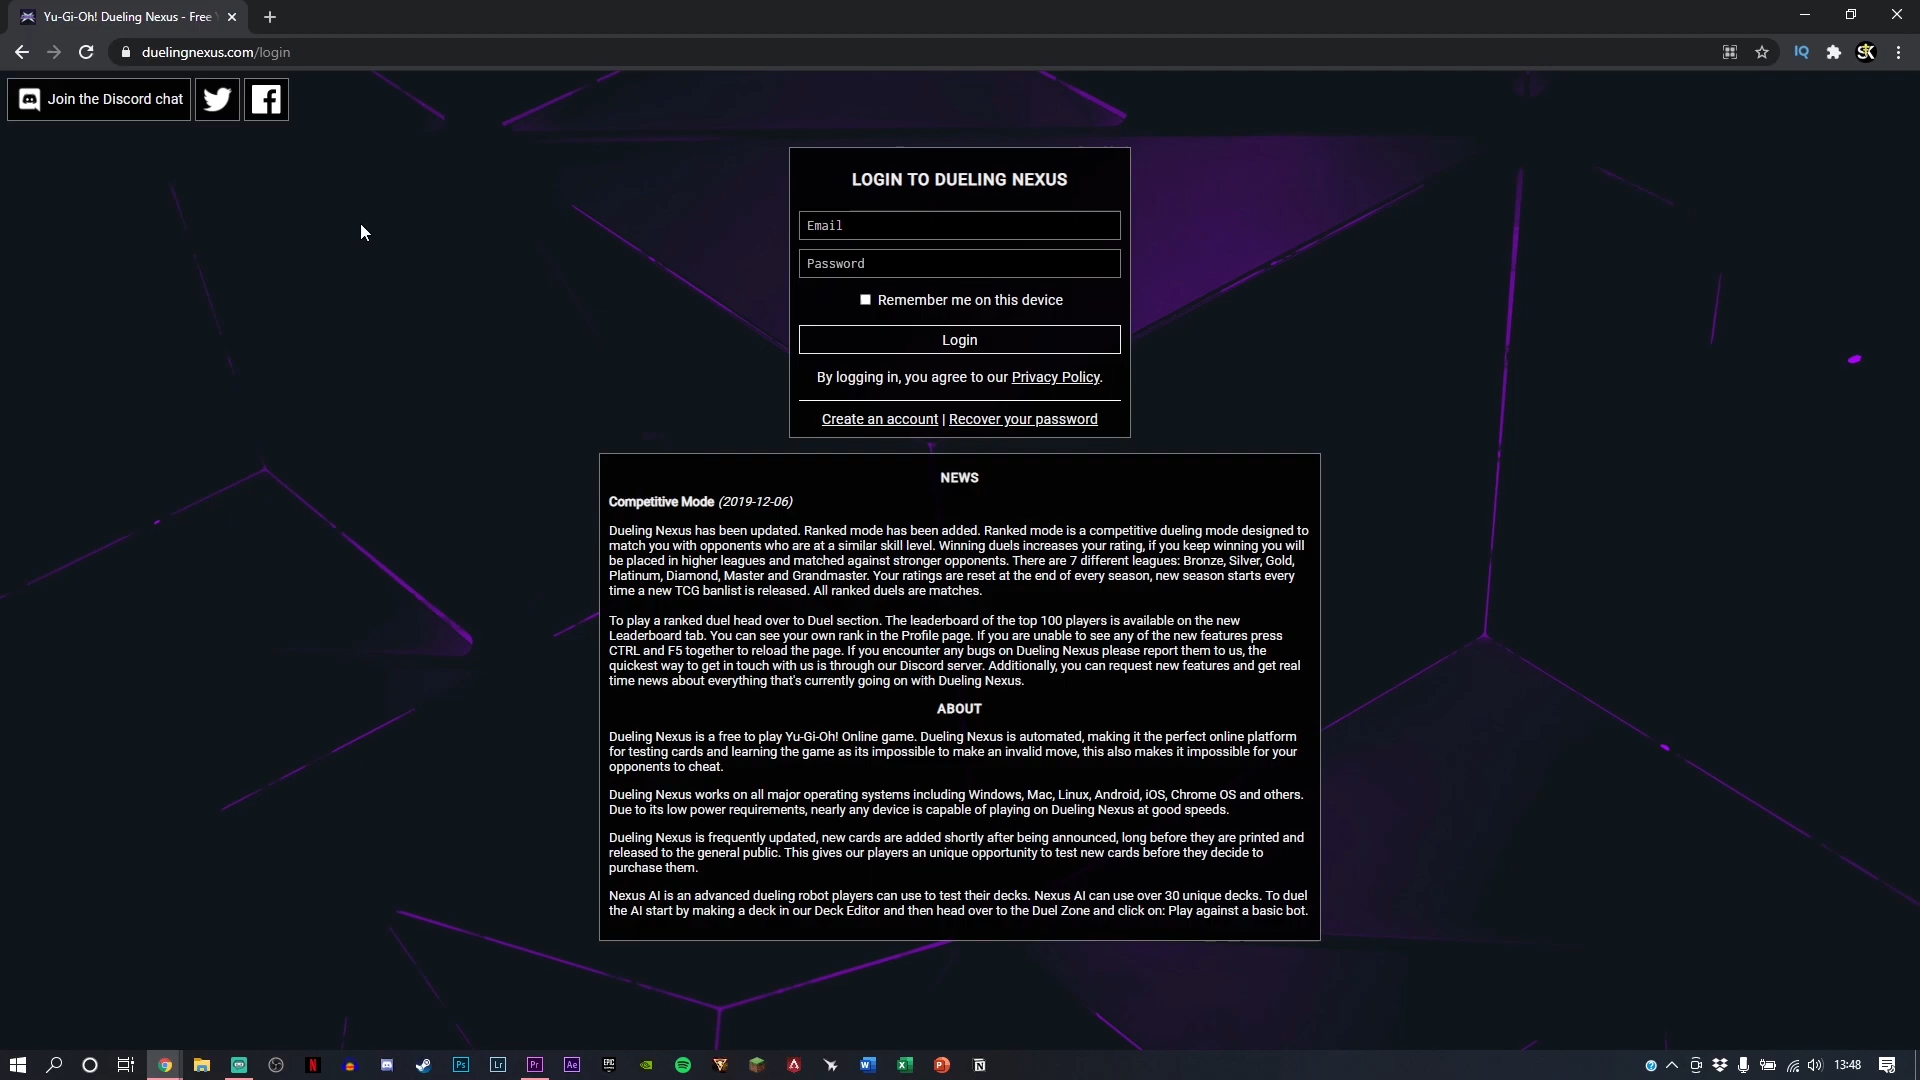 Yu-Gi-Oh! Dueling Nexus - Free
duelingnexus.com/login
IQ
Join the Discord chat
LOGIN TO DUELING NEXUS
Email
Password
Remember me on this device
Login
By logging in, you agree to our Privacy Policy.
Create an account | Recover your password
NEWS
Competitive Mode (2019-12-06)
Dueling Nexus has been updated. Ranked mode has been added. Ranked mode is a competitive dueling mode designed to
match you with opponents who are at a similar skill level. Winning duels increases your rating, if you keep winning you will
be placed in higher leagues and matched against stronger opponents. There are 7 different leagues: Bronze, Silver, Gold,
Platinum, Diamond, Master and Grandmaster. Your ratings are reset at the end of every season, new season starts every
time a new TCG banlist is released. All ranked duels are matches.
To play a ranked duel head over to Duel section. The leaderboard of the top 100 players is available on the new
Leaderboard tab. You can see your own rank in the Profile page. If you are unable to see any of the new features press
CTRL and F5 together to reload the page. If you encounter any bugs on Dueling Nexus please report them to us, the
quickest way to get in touch with us is through our Discord server. Additionally, you can request new features and get real
time news about everything that's currently going on with Dueling Nexus.
ABOUT
Dueling Nexus is a free to play Yu-Gi-Oh! Online game. Dueling Nexus is automated, making it the perfect online platform
for testing cards and learning the game as its impossible to make an invalid move, this also makes it impossible for your
opponents to cheat.
Dueling Nexus works on all major operating systems including Windows, Mac, Linux, Android, iOS, Chrome OS and others.
Due to its low power requirements, nearly any device is capable of playing on Dueling Nexus at good speeds.
Dueling Nexus is frequently updated, new cards are added shortly after being announced, long before they are printed and
released to the general public. This gives our players an unique opportunity to test new cards before they decide to
purchase them.
Nexus AI is an advanced dueling robot players can use to test their decks. Nexus AI can use over 30 unique decks. To duel
the AI start by making a deck in our Deck Editor and then head over to the Duel Zone and click on: Play against a basic bot.
Ps Lr Pr Ae EPIC 13:48